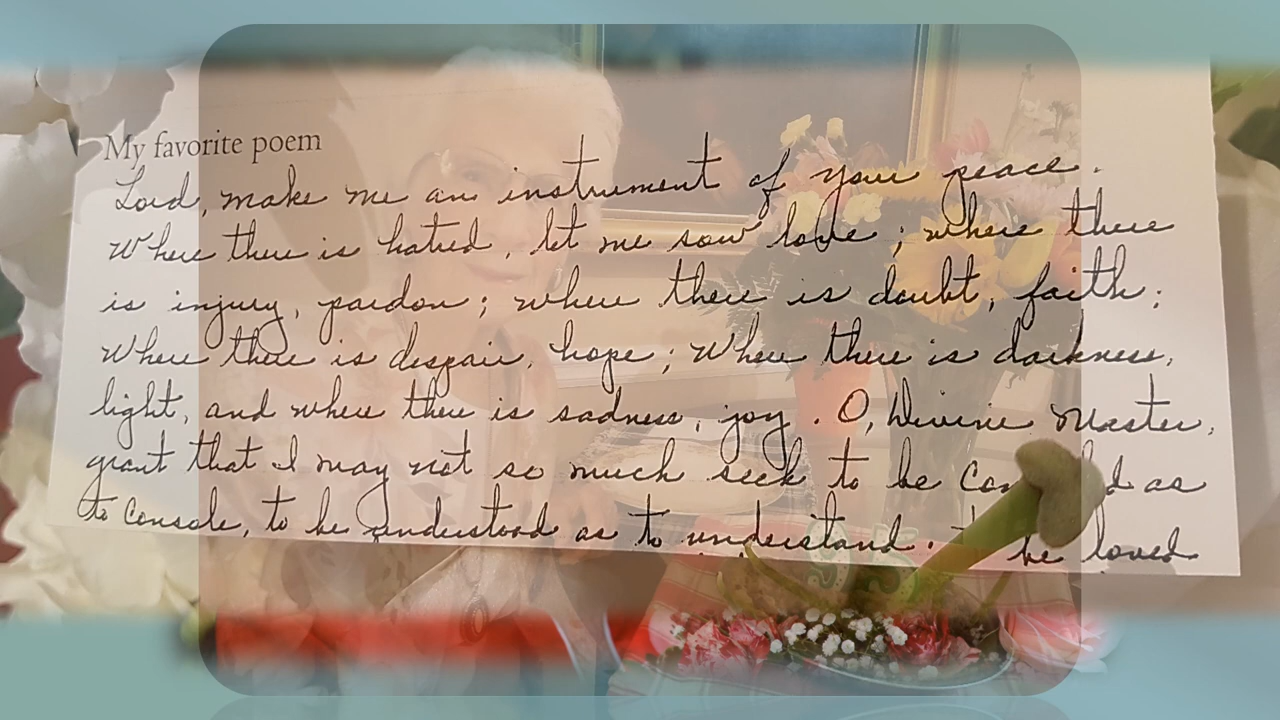 My favorite poem
Lord, make me an instrument of your peace.
Where there is hatred, let me sow love; where there
is injury, pardon; where there is doubt, faith;
Where there is despair, hope; Where there is darkness,
light, and where there is sadness, joy. O, Divine Master,
grant that I may not so much seek to be as
to console, to be understood as to understand. be loved